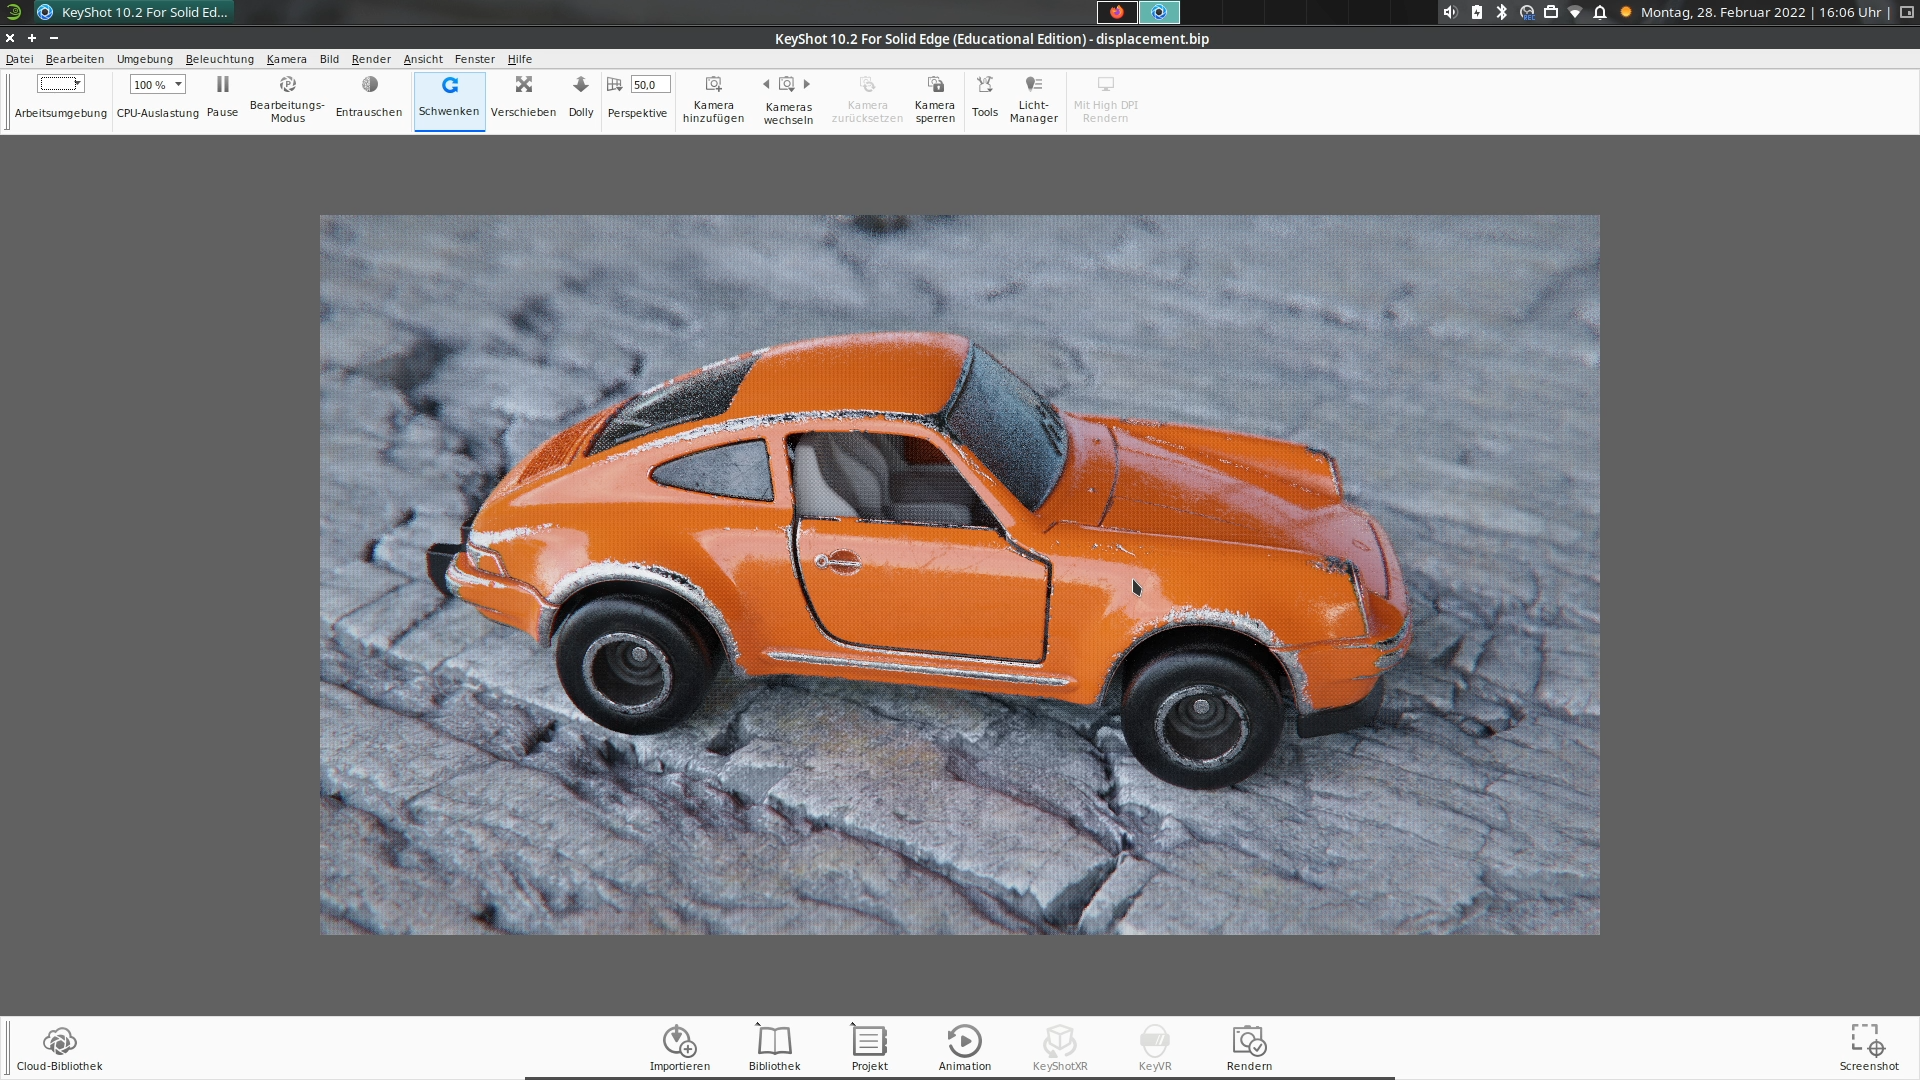 KeyShot 10.2 For Solid Ed...
REC
Montag, 28. Februar 2022 | 16:06 Uhr |
KeyShot 10.2 For Solid Edge (Educational Edition) - displacement.bip
Datei Bearbeiten Umgebung Beleuchtung Kamera Bild Render Ansicht Fenster Hilfe
Arbeitsumgebung
100 %
CPU-Auslastung
Pause
Bearbeitungs-
Modus
Entrauschen
Schwenken
Verschieben
Dolly
50,0
Perspektive
Kamera
hinzufügen
Kameras
wechseln
Kamera
zurücksetzen
Kamera
sperren
Tools
Licht-
Manager
Mit High DPI
Rendern
Cloud-Bibliothek
Importieren
Bibliothek
Projekt
Animation
KeyShotXR
KeyVR
Rendern
Screenshot